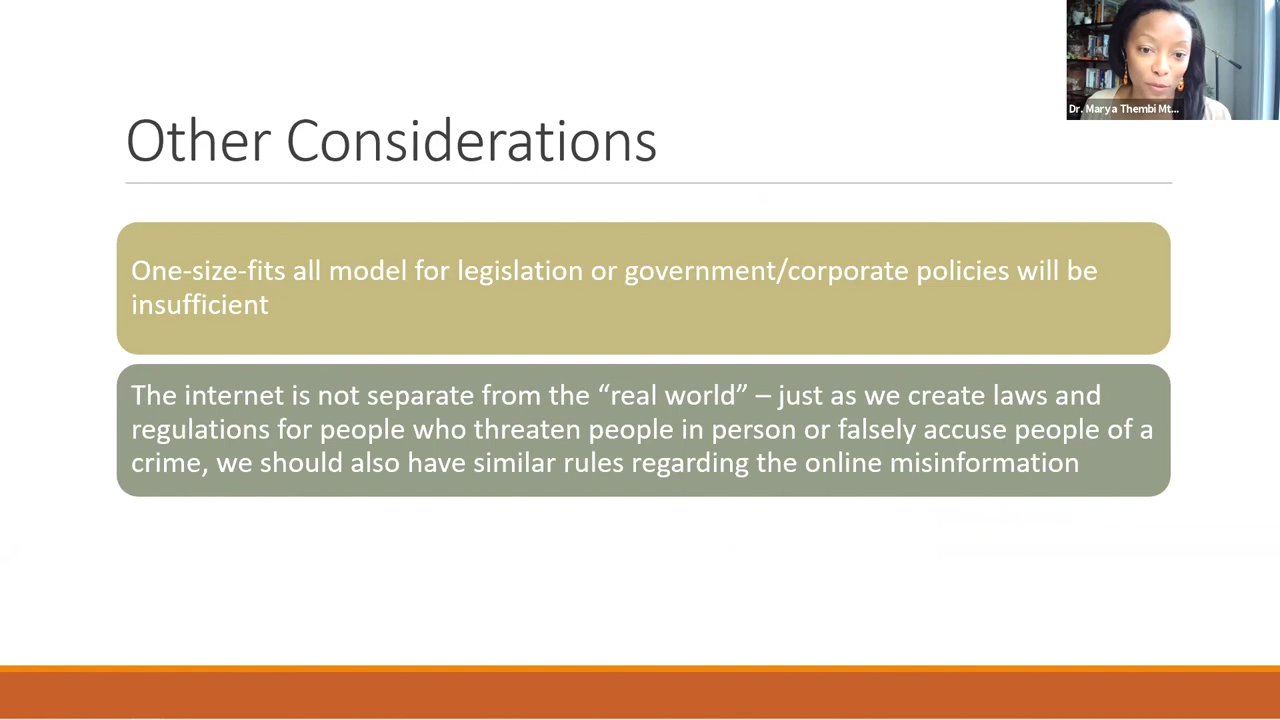 Dr. Marya Thembi Mt...
Other Considerations
One-size-fits all model for legislation or government/corporate policies will be
insufficient
The internet is not separate from the “real world” – just as we create laws and
regulations for people who threaten people in person or falsely accuse people of a
crime, we should also have similar rules regarding the online misinformation